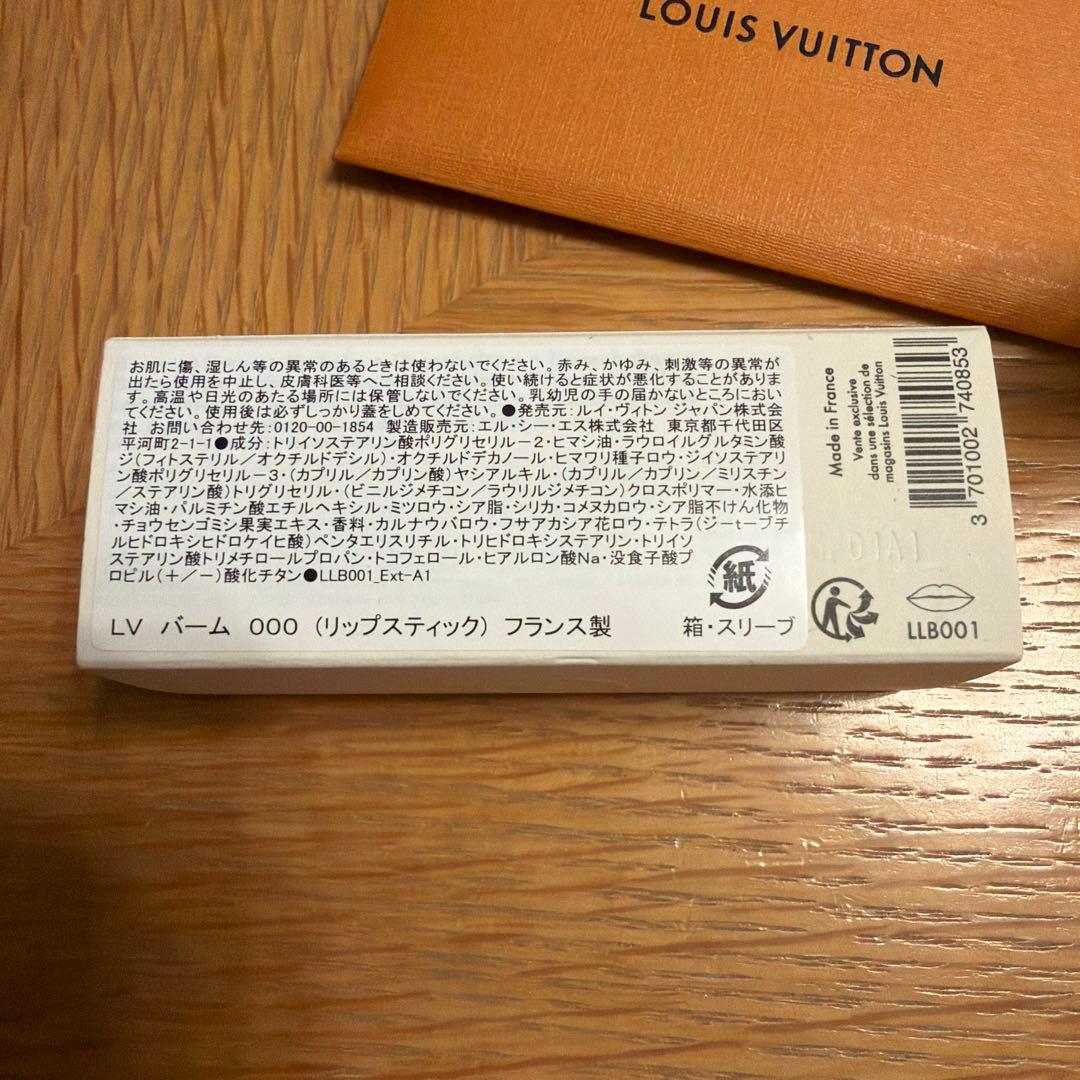 LOUIS VUITTON
お肌に傷、湿しん等の異常のあるときは使わないでください。赤み、かゆみ、刺激等の異常が
出たら使用を中止し、皮膚科医等へご相談ください。使い続けると症状が悪化することがありま
す。高温や日光のあたる場所には保管しないでください。乳幼児の手の届かないところにおい
てください。使用後は必ずしっかり蓋をしめてください。●発売元:ルイ・ヴィトン ジャパン株式会
社 お問い合わせ先:0120-00-1854 製造販売元:エル・シー・エス株式会社 東京都千代田区
平河町2-1-1●成分:トリイソステアリン酸ポリグリセリル-2・ヒマシ油・ラウロイルグルタミン酸
ジ(フィトステリル/オクチルドデシル)・オクチルドデカノール・ヒマワリ種子ロウ・ジイソステアリ
ン酸ポリグリセリル-3・(カプリル/カプリン酸)ヤシアルキル・(カプリル/カプリン/ミリスチン
/ステアリン酸)トリグリセリル・(ビニルジメチコン/ラウリルジメチコン)クロスポリマー・水添ヒ
マシ油・パルミチン酸エチルヘキシル・ミツロウ・シア脂・シリカ・コメヌカロウ・シア脂不けん化物
・チョウセンゴミシ果実エキス・香料・カルナウバロウ・フサアカシア花ロウ・テトラ(ジーtーブチ
ルヒドロキシヒドロケイヒ酸)ペンタエリスリチル・トリヒドロキシステアリン・トリイソ
ステアリン酸トリメチロールプロパン・トコフェロール・ヒアルロン酸Na・没食子酸プ
ロピル(+/-)酸化チタン●LLB001_Ext-A1
LV バーム 000 (リップスティック) フランス製
紙
箱・スリーブ
Made in France
Vente exclusive
dans une sélection de
magasins Louis Vuitton
3 701002 740853
LLB001